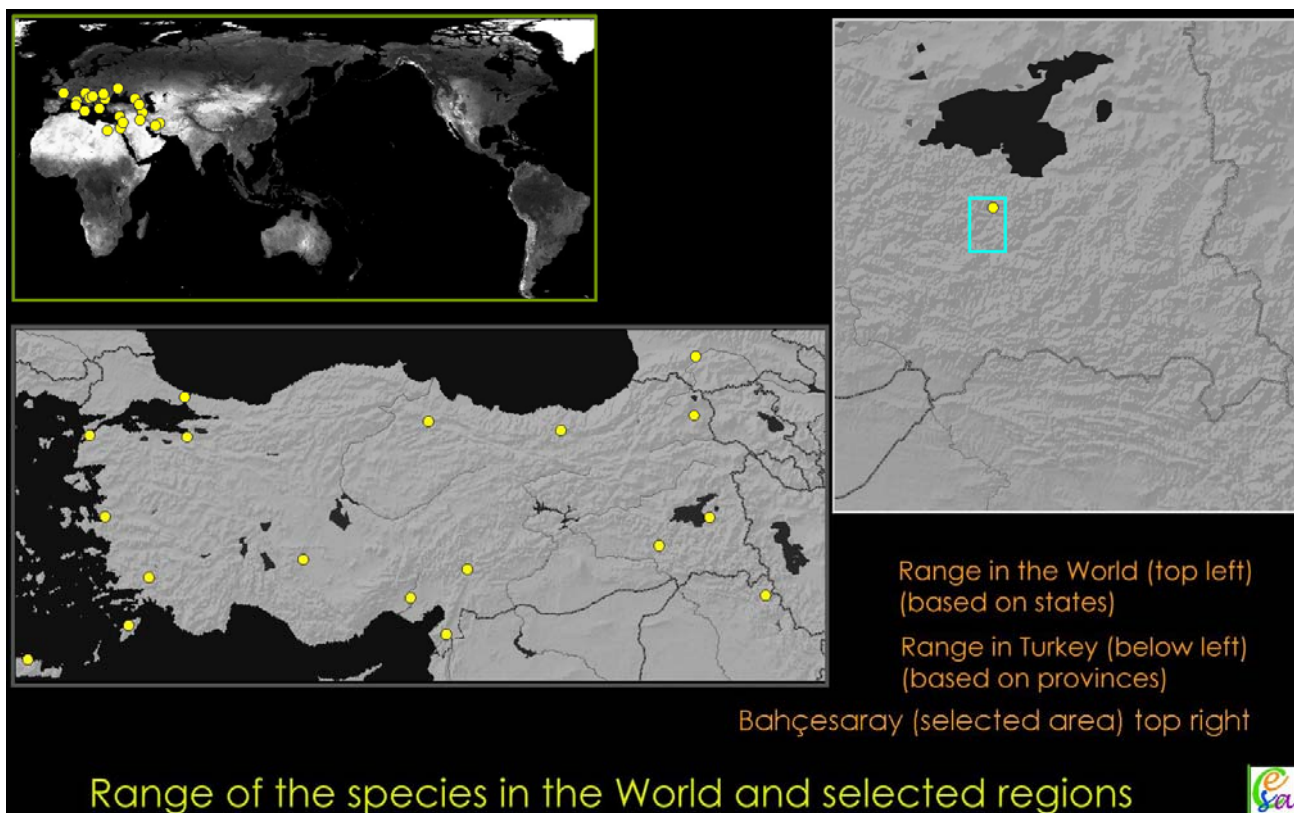 Range in the World (top left)
(based on states)
Range in Turkey (below left)
(based on provinces)
Bahçesaray (selected area) top right
Range of the species in the World and selected regions
esa